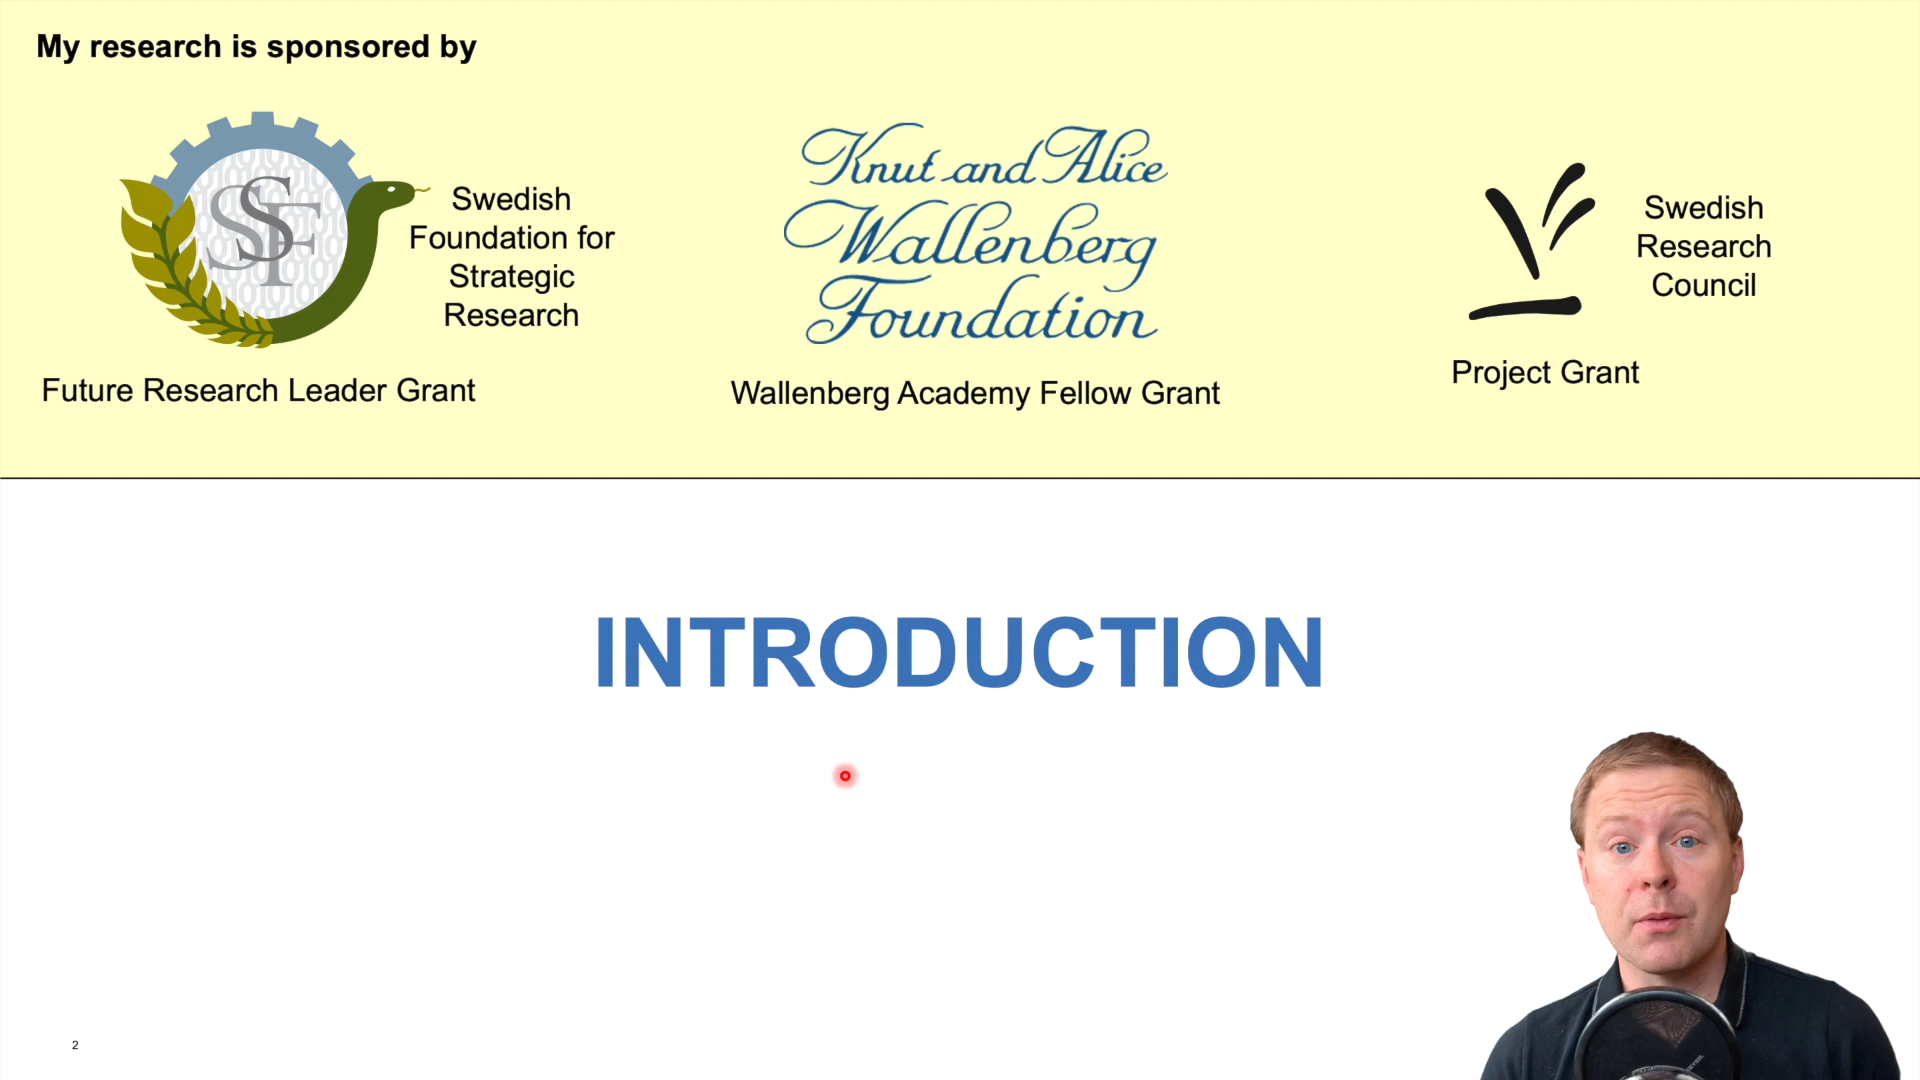 My research is sponsored by
SSF
Swedish
Foundation for
Strategic
Research
Future Research Leader Grant
Knut and Alice
Wallenberg
Foundation
Wallenberg Academy Fellow Grant
Swedish
Research
Council
Project Grant
INTRODUCTION
2